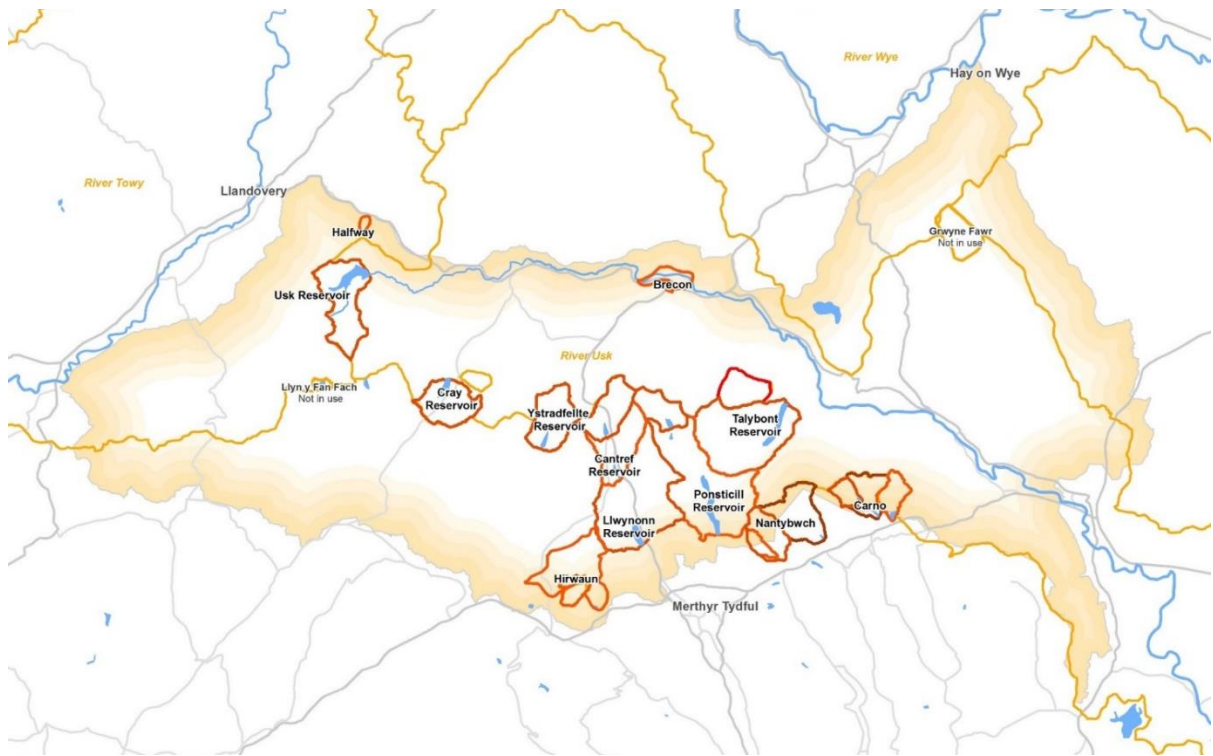 River Wye
Hay on Wye
River Towy
Llandovery
Halfway
Grwyne Fawr
Not in use
Usk Reservoir
Brecon
River Usk
Llyn y Fan Fach
Not in use
Cray
Reservoir
Ystradfellte
Reservoir
Talybont
Reservoir
Cantref
Reservoir
Ponsticill
Reservoir
Carno
Nantybwch
Llwynonn
Reservoir
Hirwaun
Merthyr Tydful